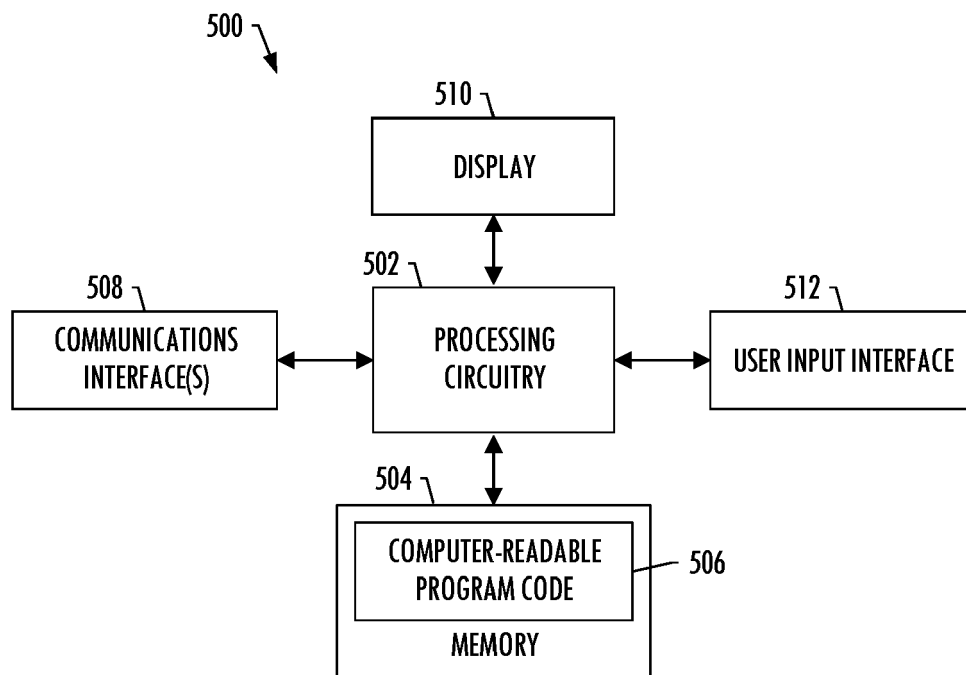 500
510
DISPLAY
502
508
512
COMMUNICATIONS
INTERFACE(S)
PROCESSING
CIRCUITRY
USER INPUT INTERFACE
504
COMPUTER-READABLE
PROGRAM CODE
506
MEMORY